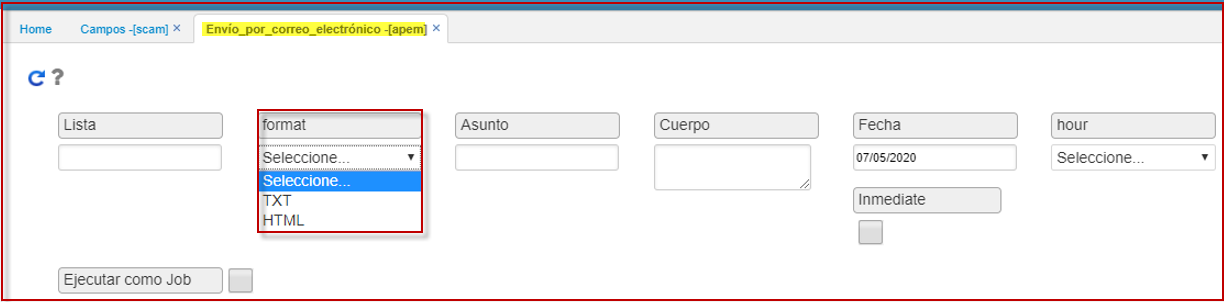 Home Campos -[scam] × Envío_por_correo_electrónico -[apem] ×
?
Lista format Asunto Cuerpo Fecha hour
Seleccione... 07/05/2020 Seleccione...
Seleccione...
TXT
HTML
Inmediate
Ejecutar como Job